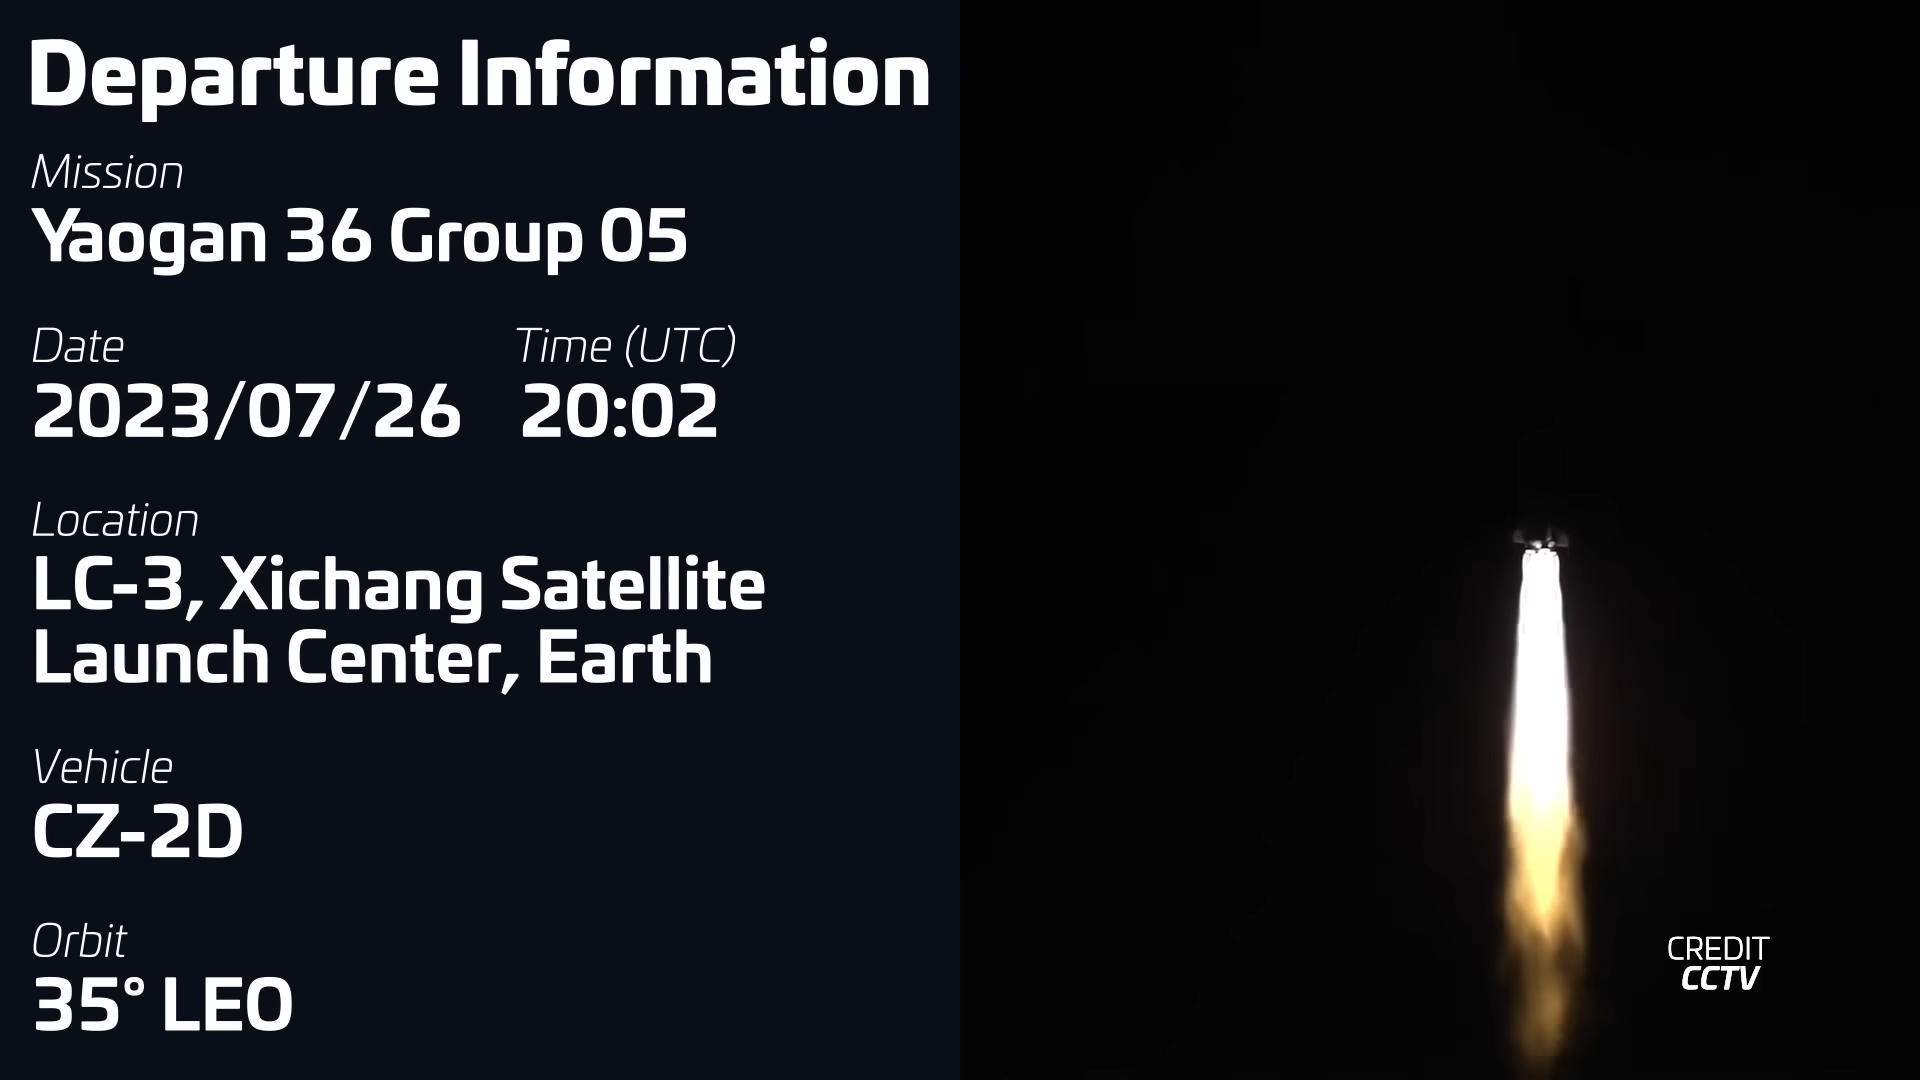 Departure Information
Mission
Yaogan 36 Group 05
Date
Time (UTC)
2023/07/26
20:02
Location
LC-3, Xichang Satellite
Launch Center, Earth
Vehicle
CZ-2D
Orbit
35° LEO
CREDIT
CCTV